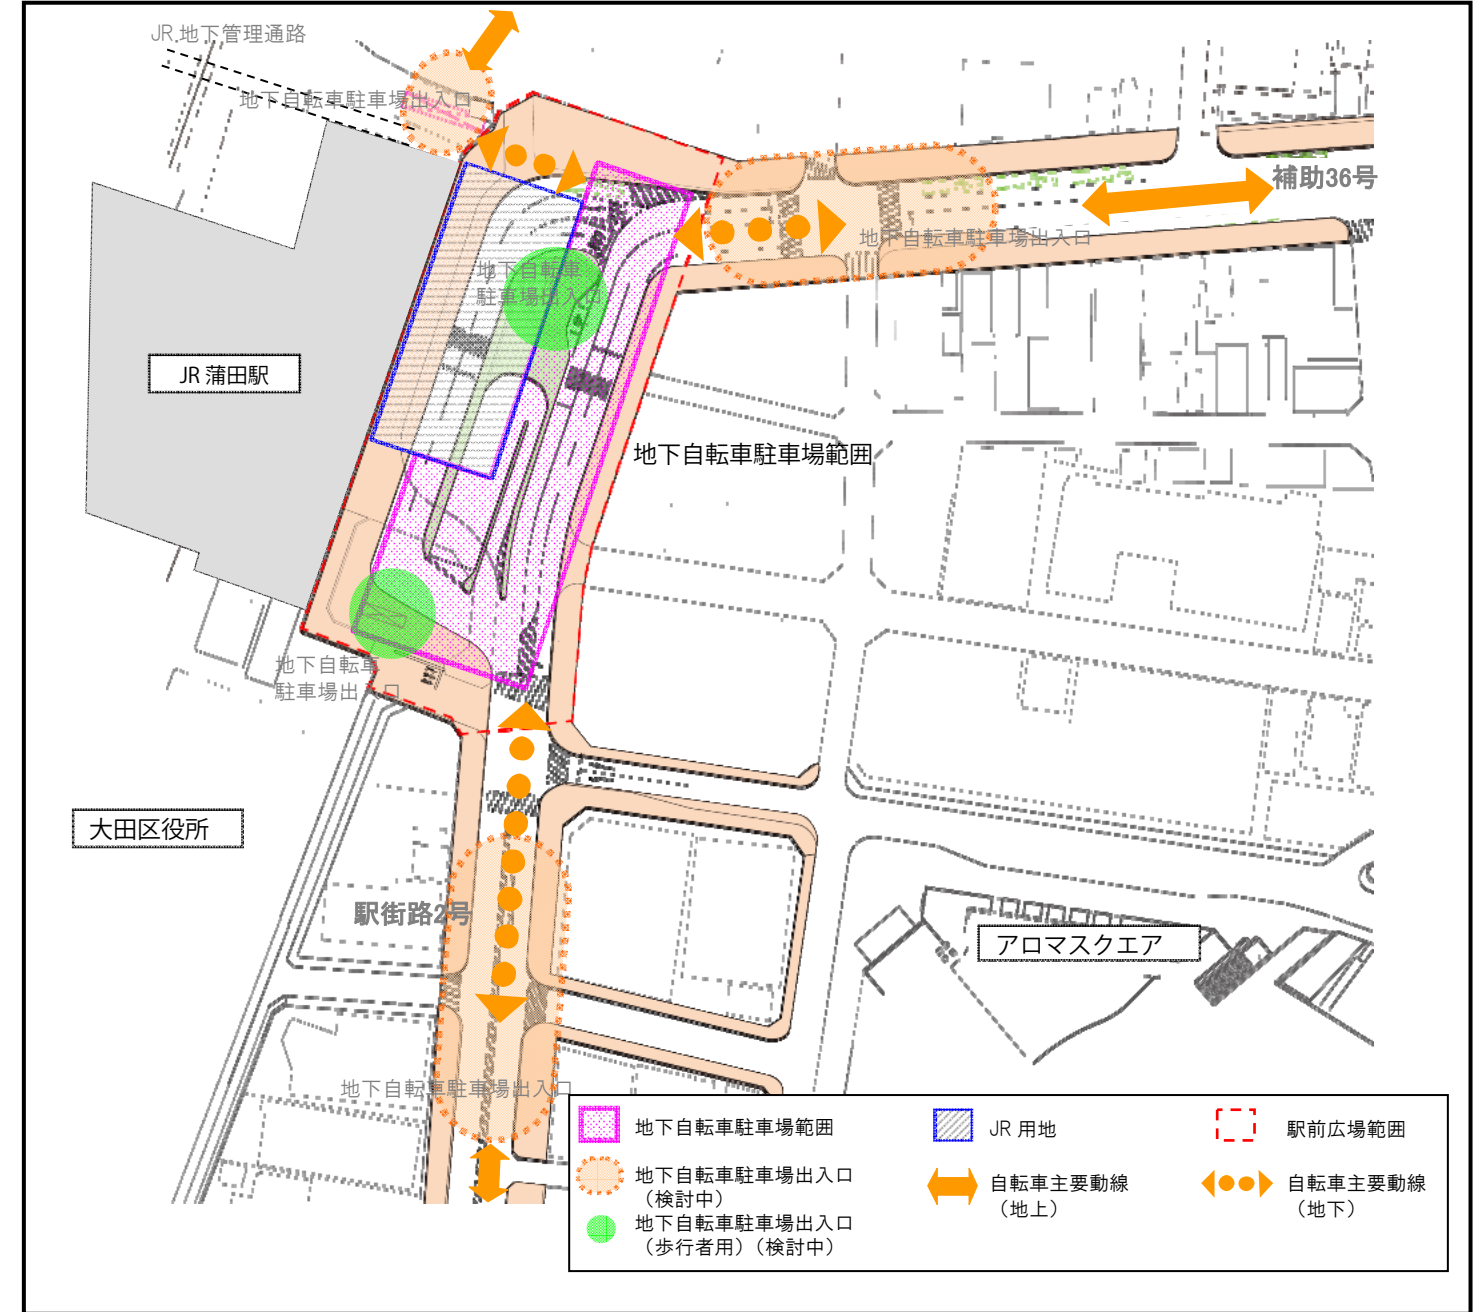 JR.地下管理通路
地下自転車駐車場出入口
補助36号
地下自転車駐車場出入口
地下自転車
駐車場出入口
JR 蒲田駅
地下自転車駐車場範囲
地下自転車
駐車場出入口
大田区役所
駅街路2号
アロマスクエア
地下自転車駐車場出入口
地下自転車駐車場範囲
JR 用地
駅前広場範囲
地下自転車駐車場出入口
（検討中）
自転車主要動線
（地上）
自転車主要動線
（地下）
地下自転車駐車場出入口
（歩行者用）（検討中）